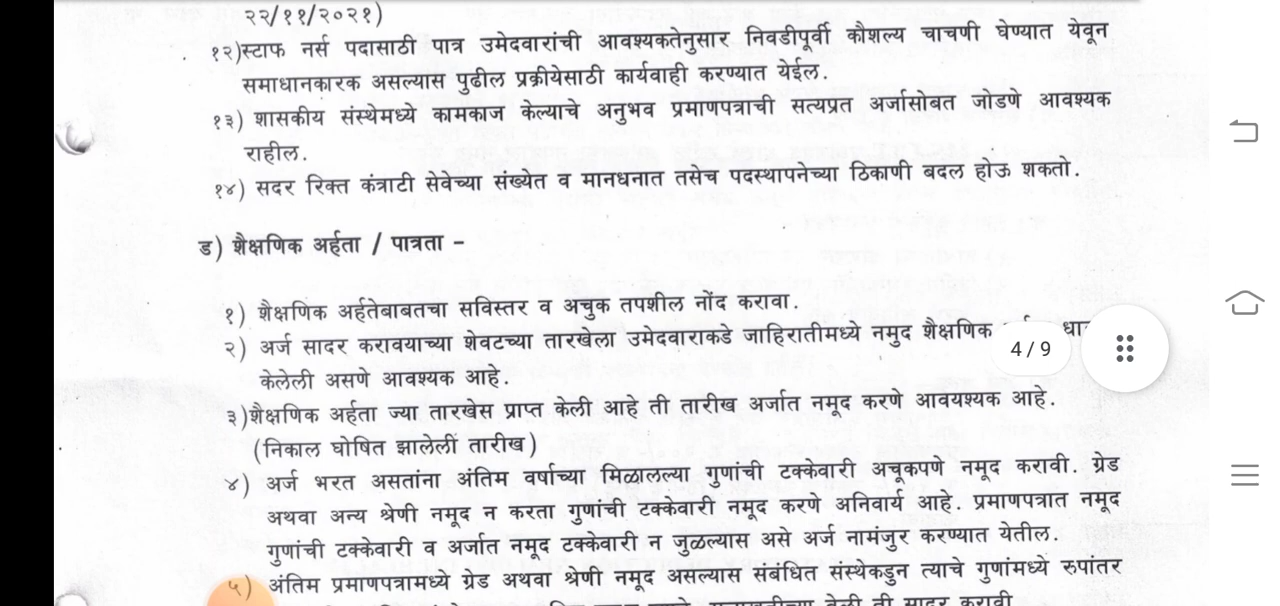 २२/११/२०२१)
१२)स्टाफ नर्स पदासाठी पात्र उमेदवारांची आवश्यकतेनुसार निवडीपूर्वी कौशल्य चाचणी घेण्यात येवून
समाधानकारक असल्यास पुढील प्रक्रीयेसाठी कार्यवाही करण्यात येईल.
१३) शासकीय संस्थेमध्ये कामकाज केल्याचे अनुभव प्रमाणपत्राची सत्यप्रत अर्जासोबत जोडणे आवश्यक
राहील.
१४) सदर रिक्त कंत्राटी सेवेच्या संख्येत व मानधनात तसेच पदस्थापनेच्या ठिकाणी बदल होऊ शकतो.
ड) शैक्षणिक अर्हता / पात्रता –
१) शैक्षणिक अर्हतेबाबतचा सविस्तर व अचुक तपशील नोंद करावा.
२) अर्ज सादर करावयाच्या शेवटच्या तारखेला उमेदवाराकडे जाहिरातीमध्ये नमुद शैक्षणिक
4/9
केलेली असणे आवश्यक आहे.
३)शैक्षणिक अर्हता ज्या तारखेस प्राप्त केली आहे ती तारीख अर्जात नमूद करणे आवयश्यक आहे.
(निकाल घोषित झालेली तारीख)
४) अर्ज भरत असतांना अंतिम वर्षाच्या मिळालल्या गुणांची टक्केवारी अचूकपणे नमूद करावी. ग्रेड
अथवा अन्य श्रेणी नमूद न करता गुणांची टक्केवारी नमूद करणे अनिवार्य आहे. प्रमाणपत्रात नमूद
गुणांची टक्केवारी व अर्जात नमूद टक्केवारी न जुळल्यास असे अर्ज नामंजुर करण्यात येतील.
५) अंतिम प्रमाणपत्रामध्ये ग्रेड अथवा श्रेणी नमूद असल्यास संबंधित संस्थेकडुन त्याचे गुणांमध्ये रुपांतर
ती सादर करावी